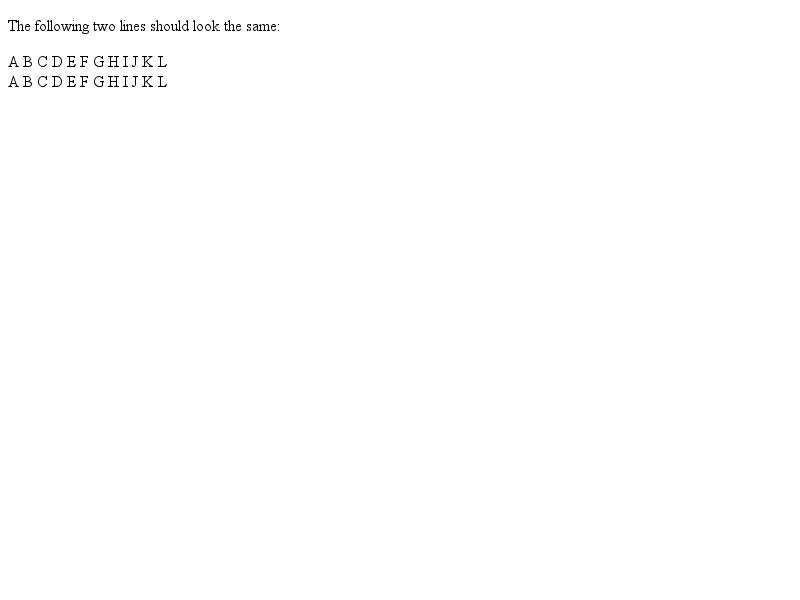 The following two lines should look the same:
A B C D E F G H I J K L
A B C D E F G H I J K L